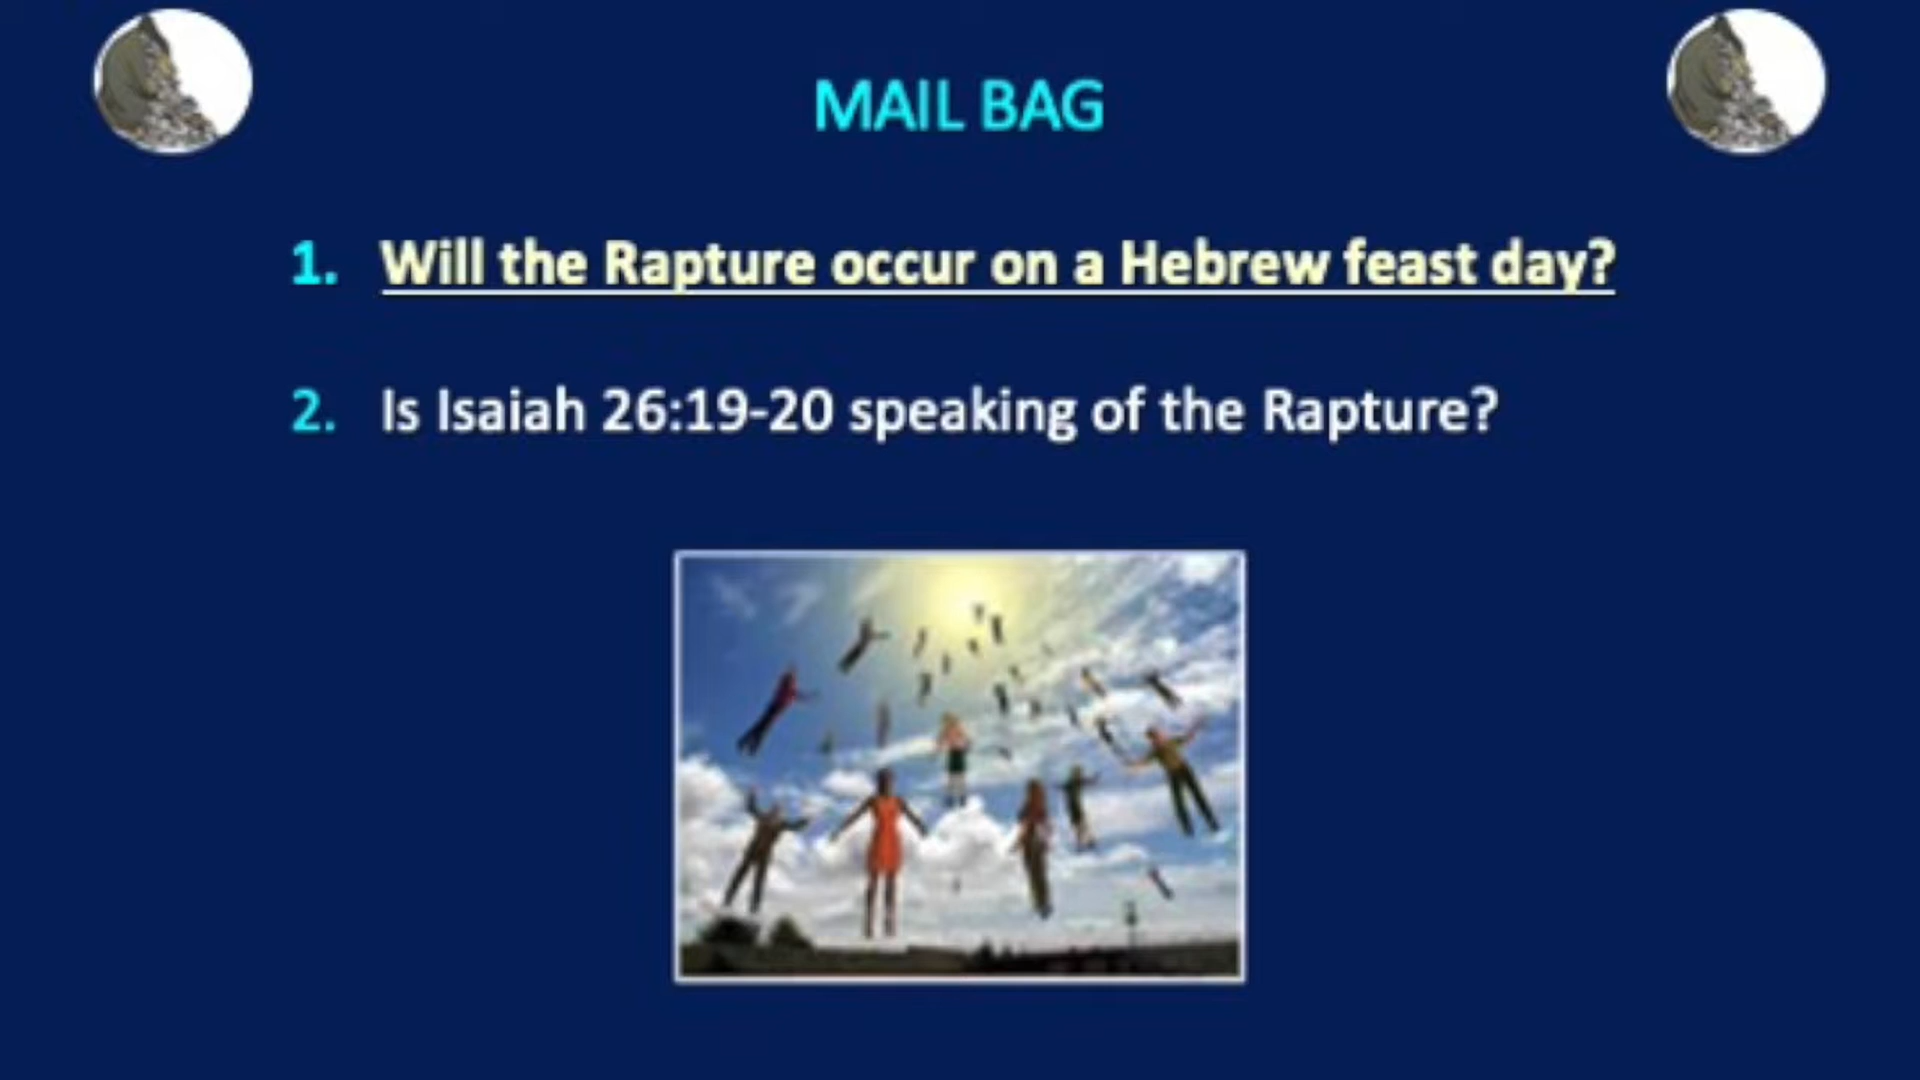 MAIL BAG
1. Will the Rapture occur on a Hebrew feast day?
2. Is Isaiah 26:19-20 speaking of the Rapture?